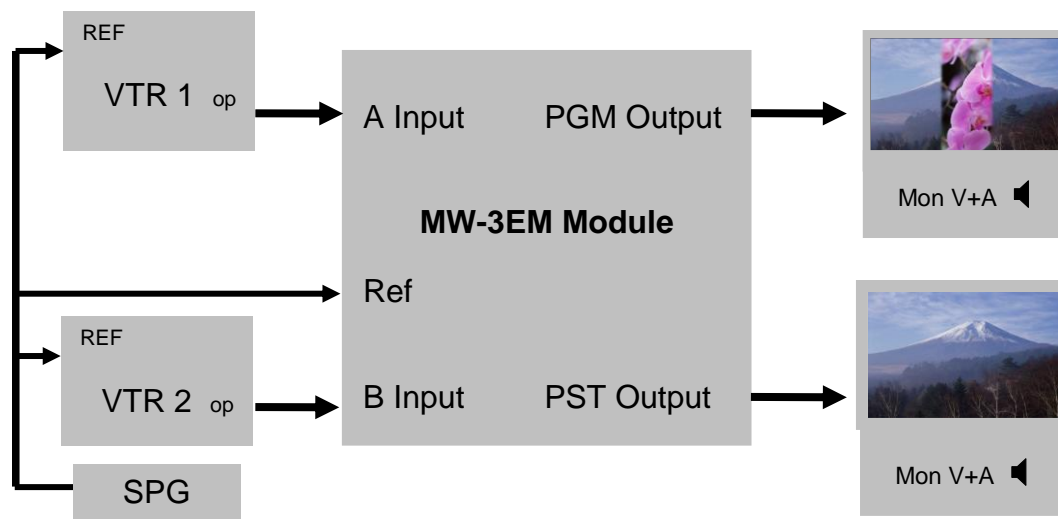 REF
VTR 1 op
A Input PGM Output
Mon V+A
MW-3EM Module
Ref
REF
VTR 2 op
B Input PST Output
Mon V+A
SPG